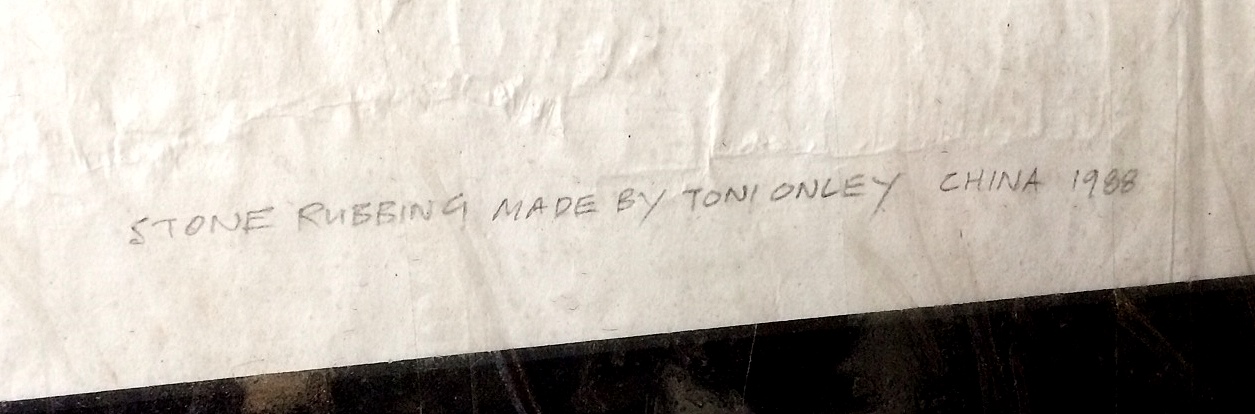 STONE RUBBING MADE BY TONI ONLEY CHINA 1988